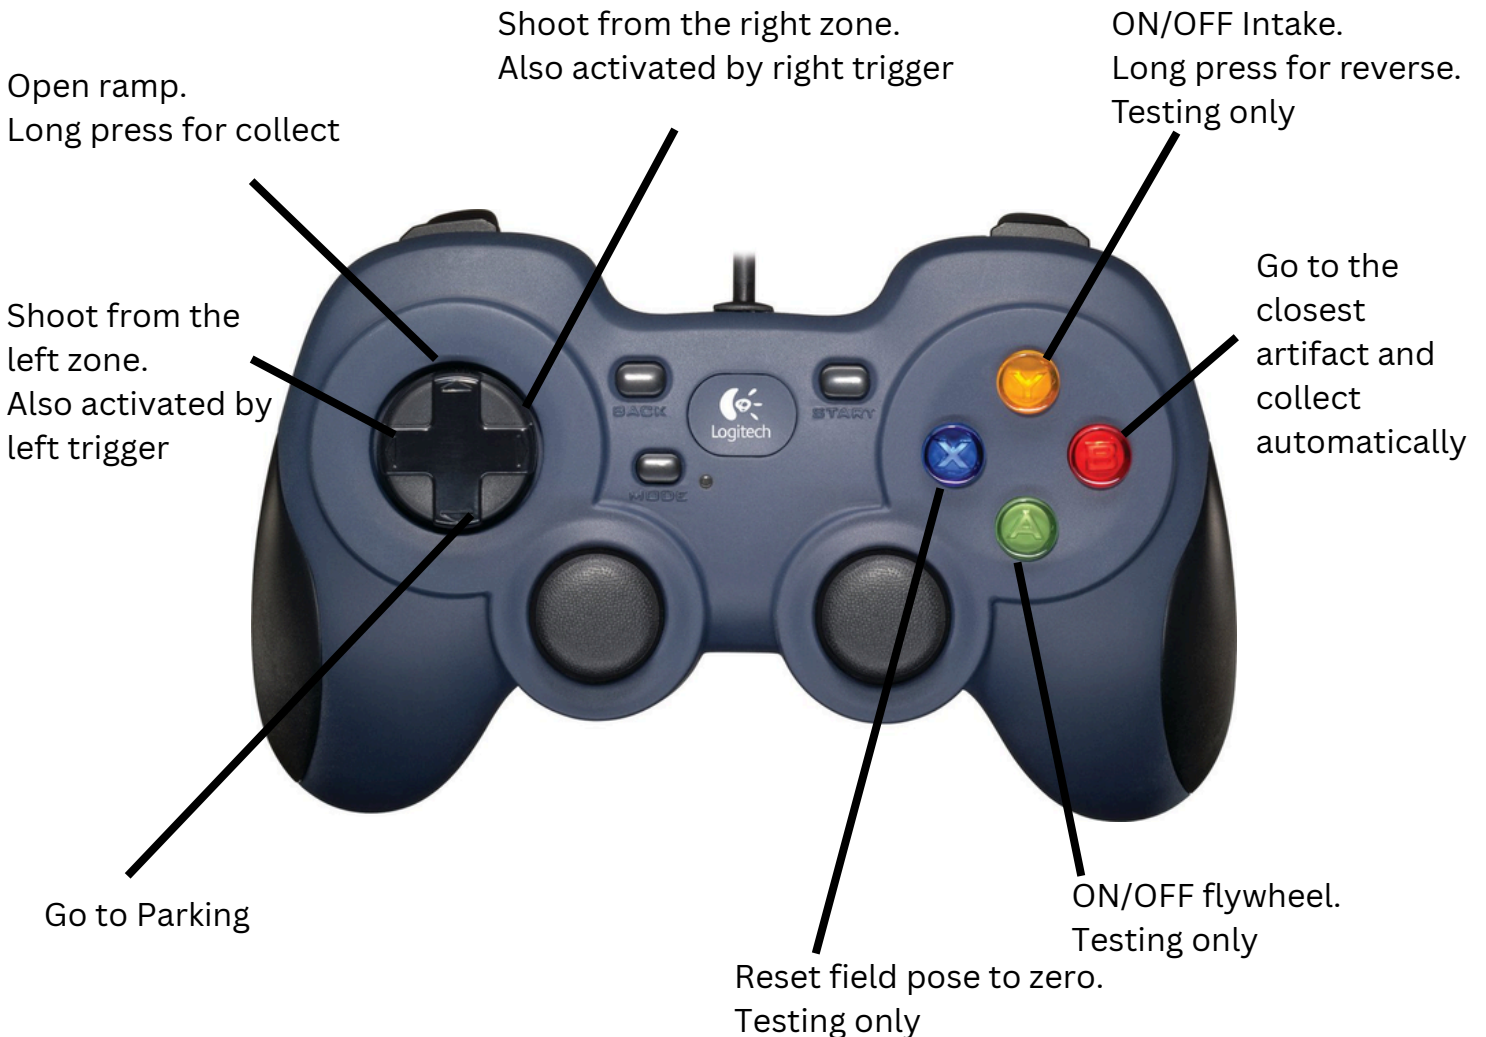 Shoot from the right zone.
Also activated by right trigger
ON/OFF Intake.
Long press for reverse.
Testing only
Open ramp.
Long press for collect
Go to the
closest
artifact and
collect
automatically
Shoot from the
left zone.
Also activated by
left trigger
BACK
START
Logitech
MODE
Y
X
B
A
Go to Parking
ON/OFF flywheel.
Testing only
Reset field pose to zero.
Testing only